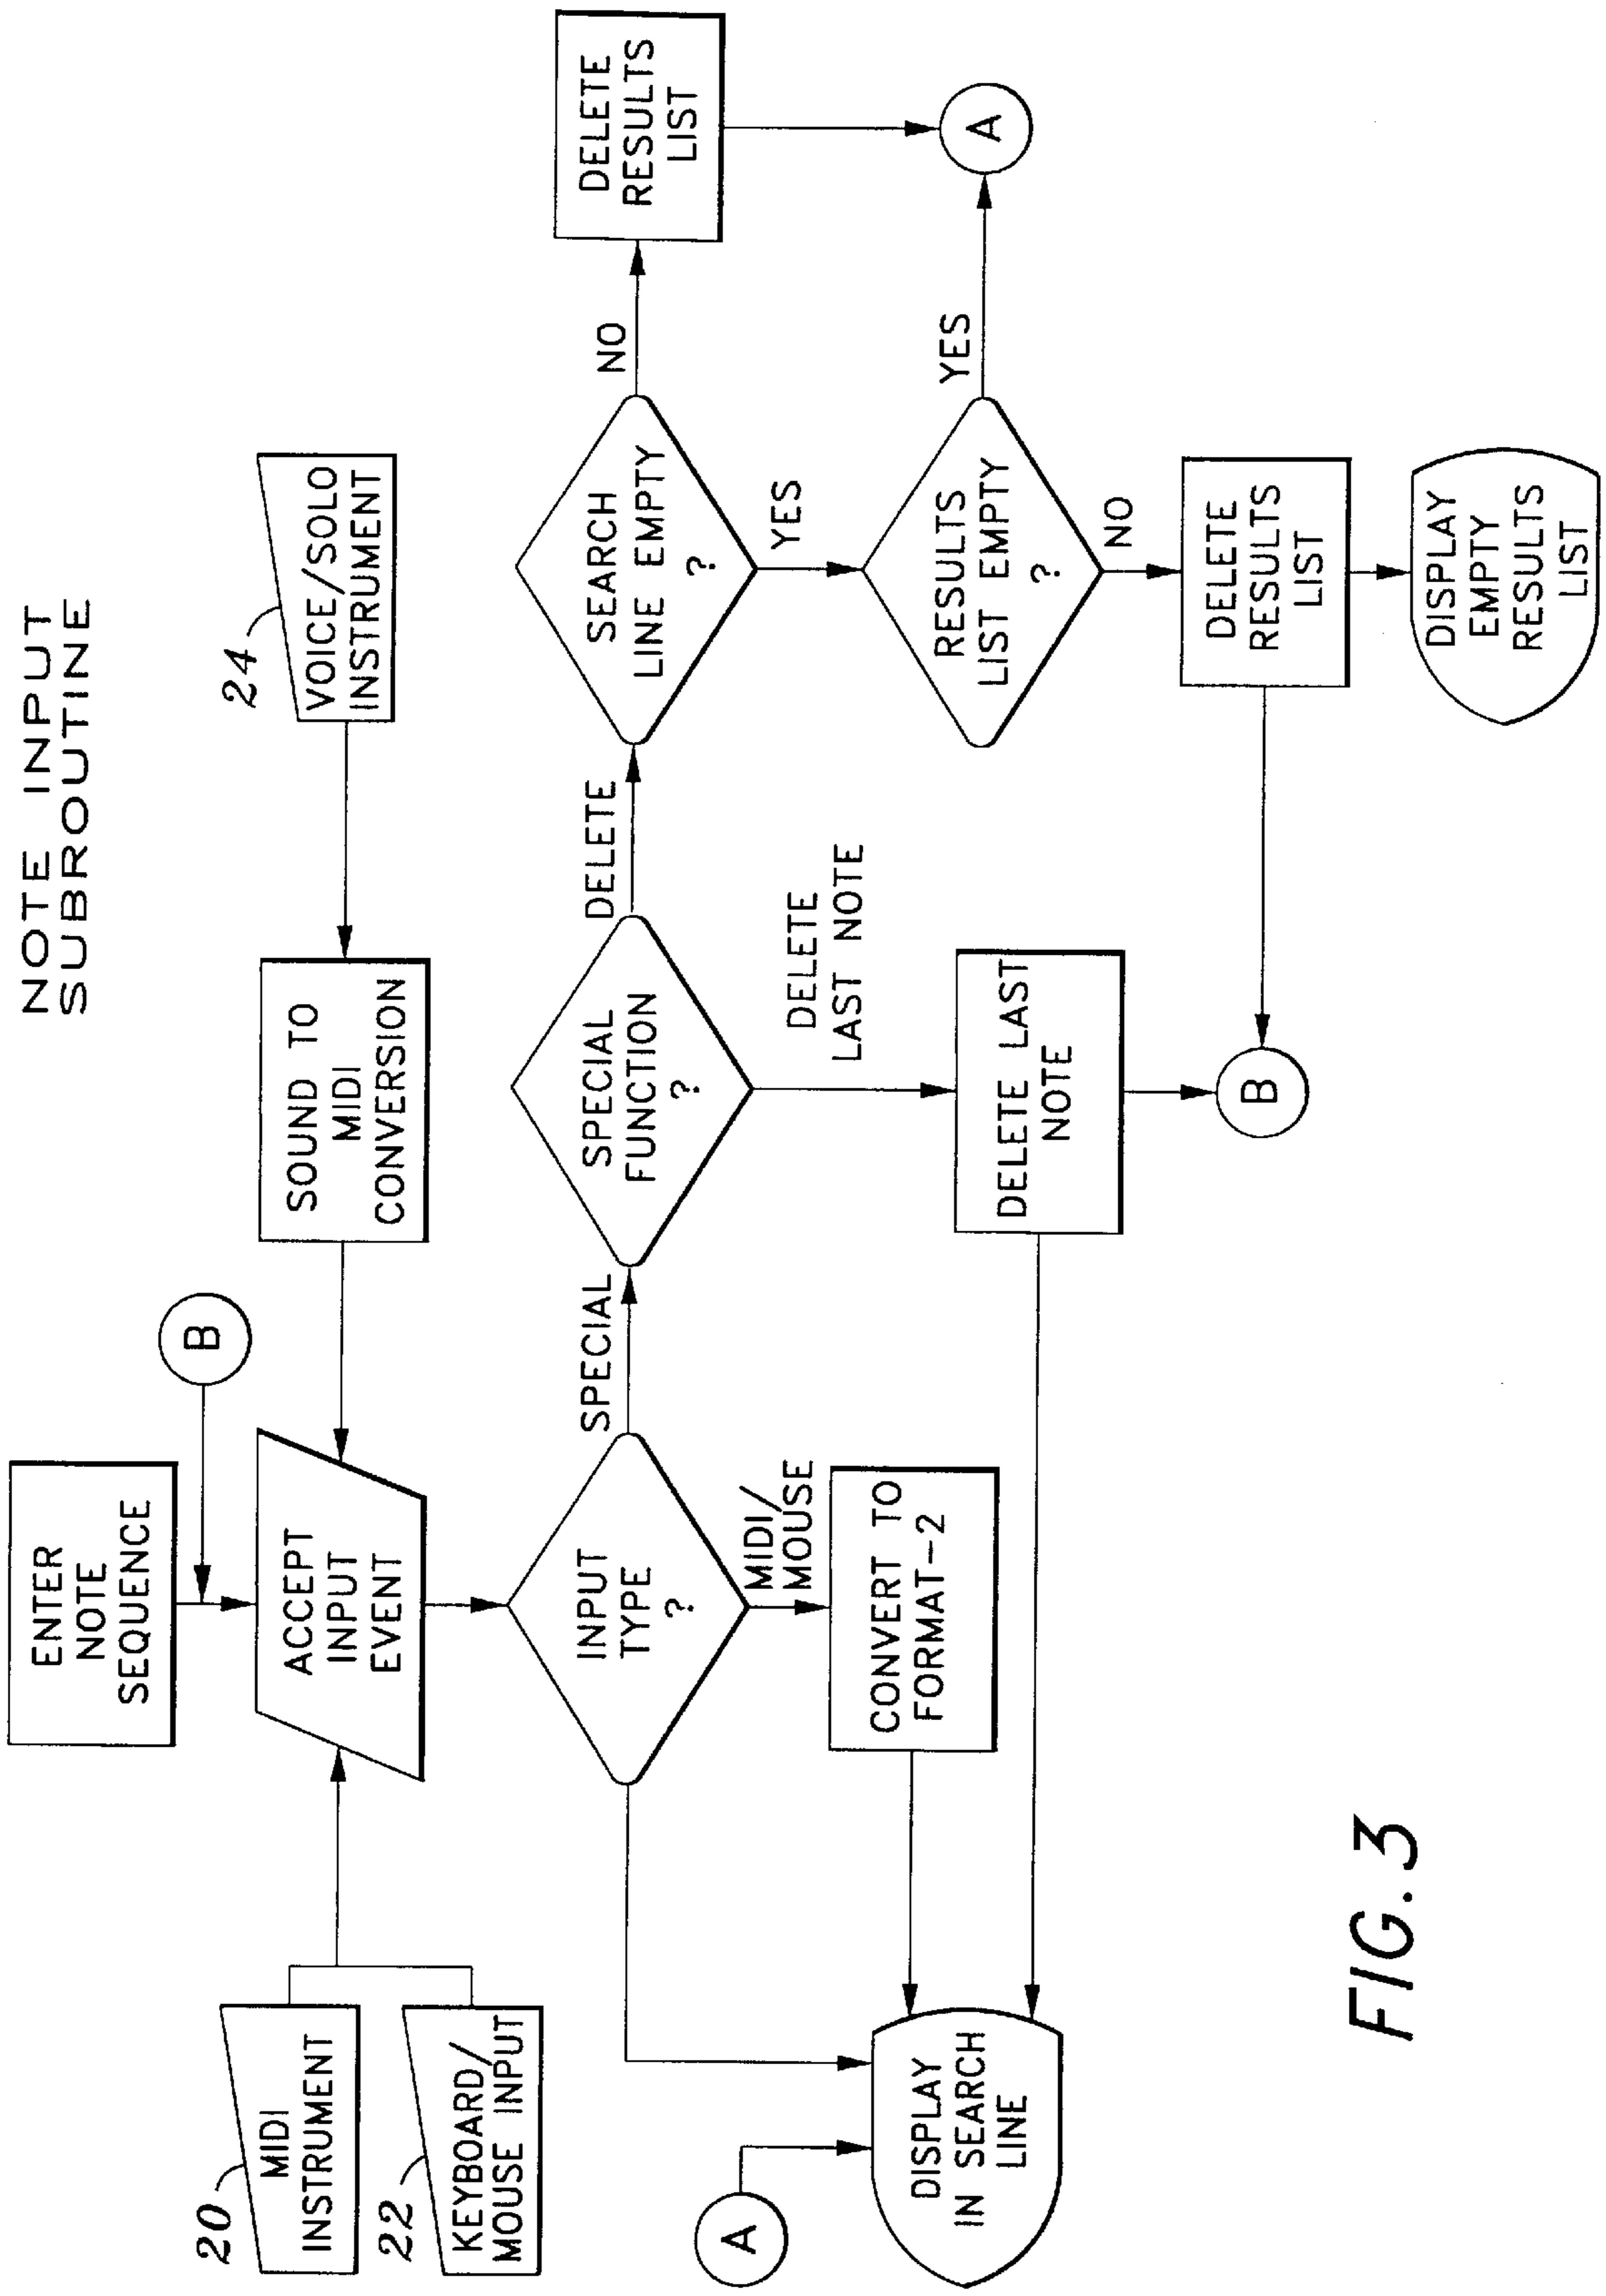 NOTE INPUT
SUBROUTINE
ENTER
NOTE
SEQUENCE
B
20
MIDI
INSTRUMENT
22
KEYBOARD/
MOUSE INPUT
ACCEPT
INPUT
EVENT
SOUND TO
MIDI
CONVERSION
24
VOICE/SOLO
INSTRUMENT
INPUT
TYPE
?
SPECIAL
SPECIAL
FUNCTION
?
DELETE
SEARCH
LINE EMPTY
?
NO
DELETE
RESULTS
LIST
MIDI/
MOUSE
DELETE
LAST NOTE
YES
A
DISPLAY
IN SEARCH
LINE
CONVERT TO
FORMAT-2
DELETE LAST
NOTE
RESULTS
LIST EMPTY
?
YES
A
NO
B
DELETE
RESULTS
LIST
DISPLAY
EMPTY
RESULTS
LIST
FIG. 3